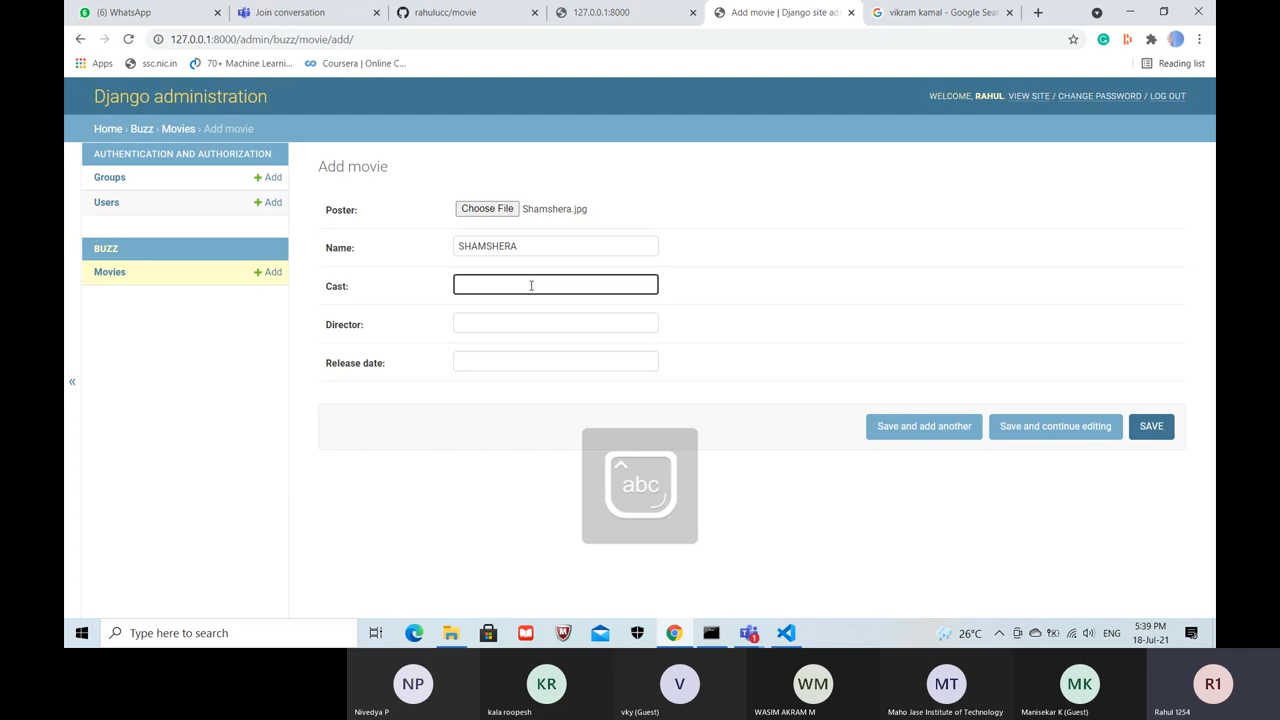 6
(6) WhatsApp
Join conversation
rahulucc/movie
127.0.0.1:8000
Add movie | Django site ad
vikram kamal - Google Sea
127.0.0.1:8000/admin/buzz/movie/add/
Apps
ssc.nic.in
70+ Machine Learni...
Coursera | Online C...
Reading list
Django administration
WELCOME, RAHUL. VIEW SITE / CHANGE PASSWORD / LOG OUT
Home › Buzz › Movies › Add movie
AUTHENTICATION AND AUTHORIZATION
Groups
+ Add
Users
+ Add
BUZZ
Movies
+ Add
«
Add movie
Poster:
Choose File Shamshera.jpg
Name:
SHAMSHERA
Cast:
Director:
Release date:
Save and add another
Save and continue editing
SAVE
abc
Type here to search
1
26°C
ENG
5:39 PM
18-Jul-21
NP
KR
V
WM
MT
MK
R1
Nivedya P
kala roopesh
vky (Guest)
WASIM AKRAM M
Maho Jase Institute of Technology
Manisekar K (Guest)
Rahul 1254